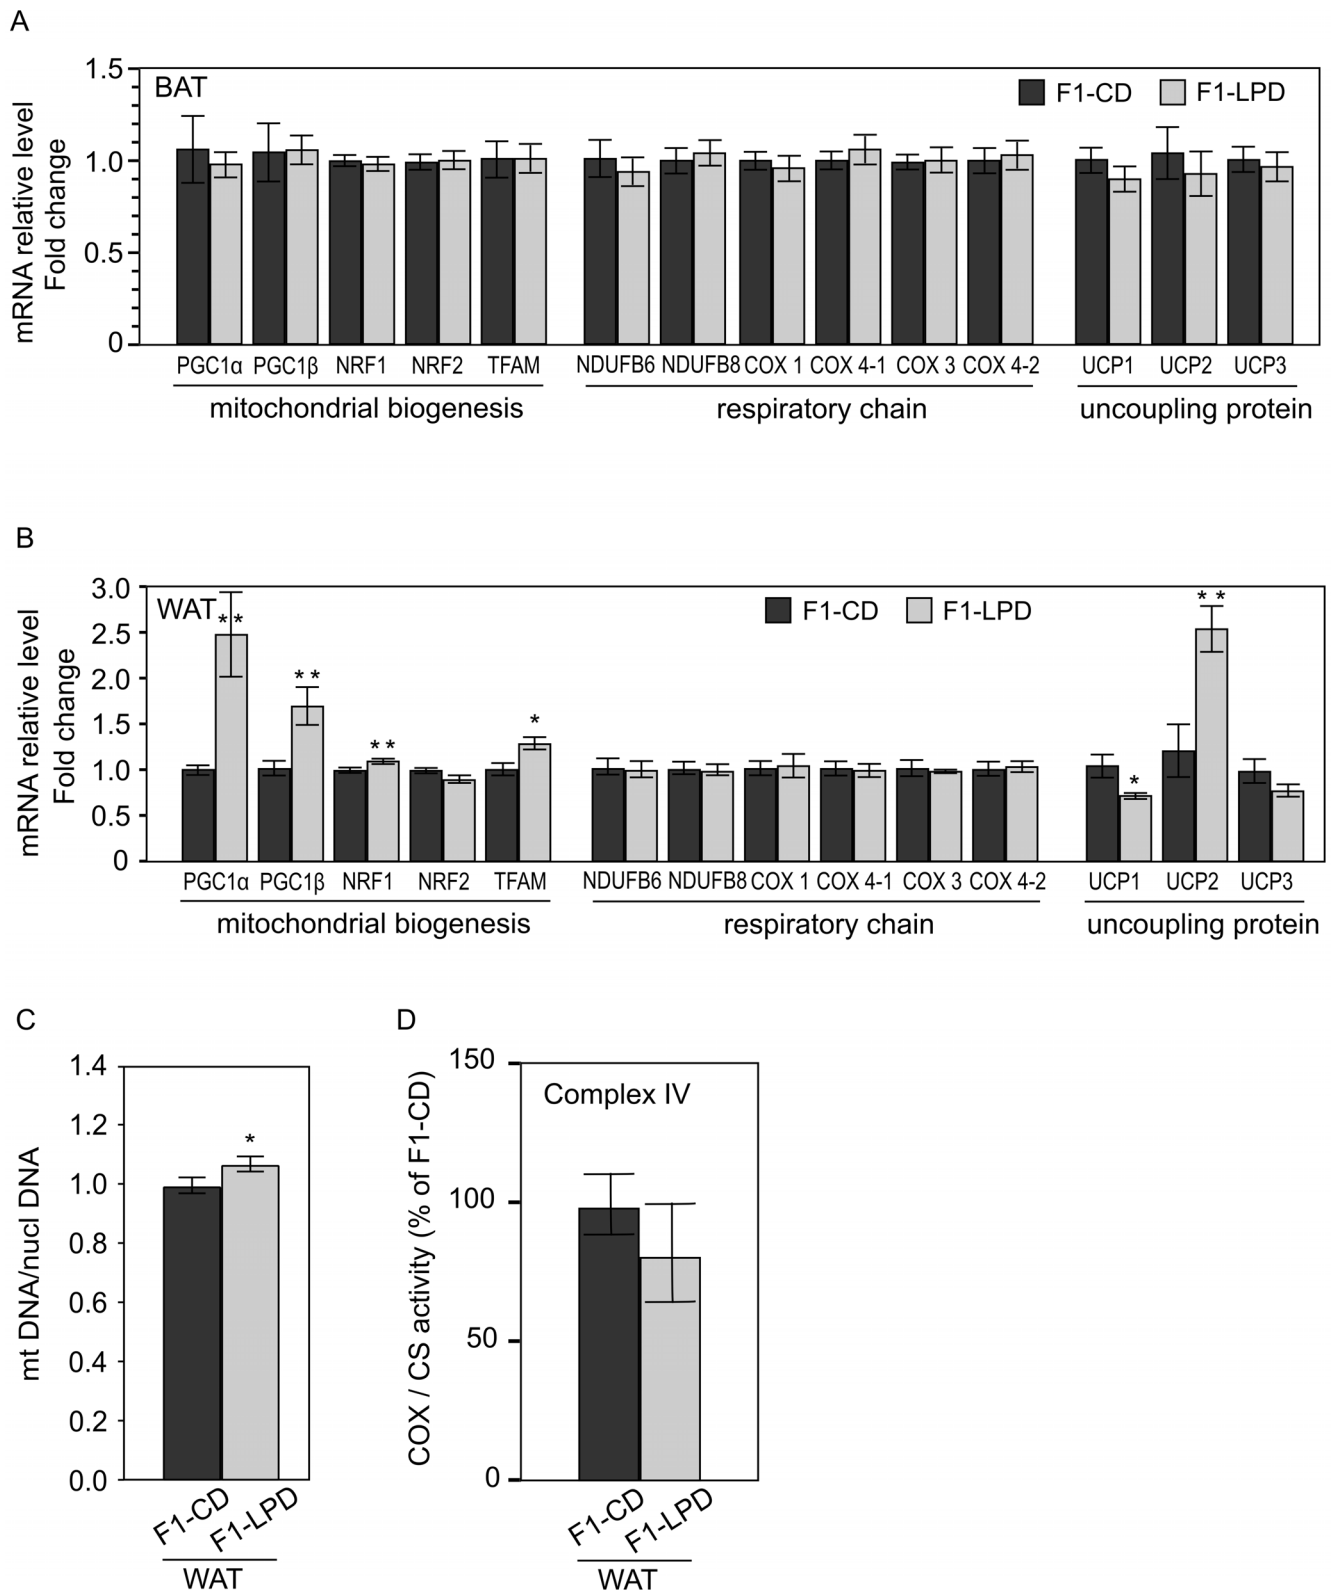 A
BAT
F1-CD F1-LPD
mRNA relative level
Fold change
1.5
1.0
0.5
0
PGC1α PGC1β NRF1 NRF2 TFAM NDUFB6 NDUFB8 COX 1 COX 4-1 COX 3 COX 4-2 UCP1 UCP2 UCP3
mitochondrial biogenesis respiratory chain uncoupling protein
B
WAT
F1-CD F1-LPD
mRNA relative level
Fold change
3.0
2.5
2.0
1.5
1.0
0.5
0
** ** ** * * **
PGC1α PGC1β NRF1 NRF2 TFAM NDUFB6 NDUFB8 COX 1 COX 4-1 COX 3 COX 4-2 UCP1 UCP2 UCP3
mitochondrial biogenesis respiratory chain uncoupling protein
C
mt DNA/nucl DNA
1.4
1.2
1.0
0.8
0.6
0.4
0.2
0.0
*
F1-CD F1-LPD
WAT
D
COX / CS activity (% of F1-CD)
150
100
50
0
Complex IV
F1-CD F1-LPD
WAT